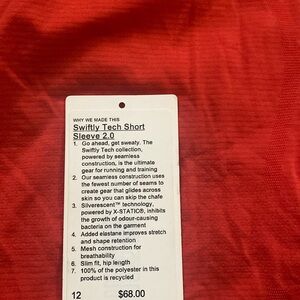 WHY WE MADE THIS
Swiftly Tech Short
Sleeve 2.0
1. Go ahead, get sweaty. The
Swiftly Tech collection,
powered by seamless
construction, is the ultimate
gear for running and training
2. Our seamless construction uses
the fewest number of seams to
create gear that glides across
skin so you can skip the chafe
3. Silverescent™ technology,
powered by X-STATIC®, inhibits
the growth of odour-causing
bacteria on the garment
4. Added elastane improves stretch
and shape retention
5. Mesh construction for
breathability
6. Slim fit, hip length
7. 100% of the polyester in this
product is recycled
12 $68.00